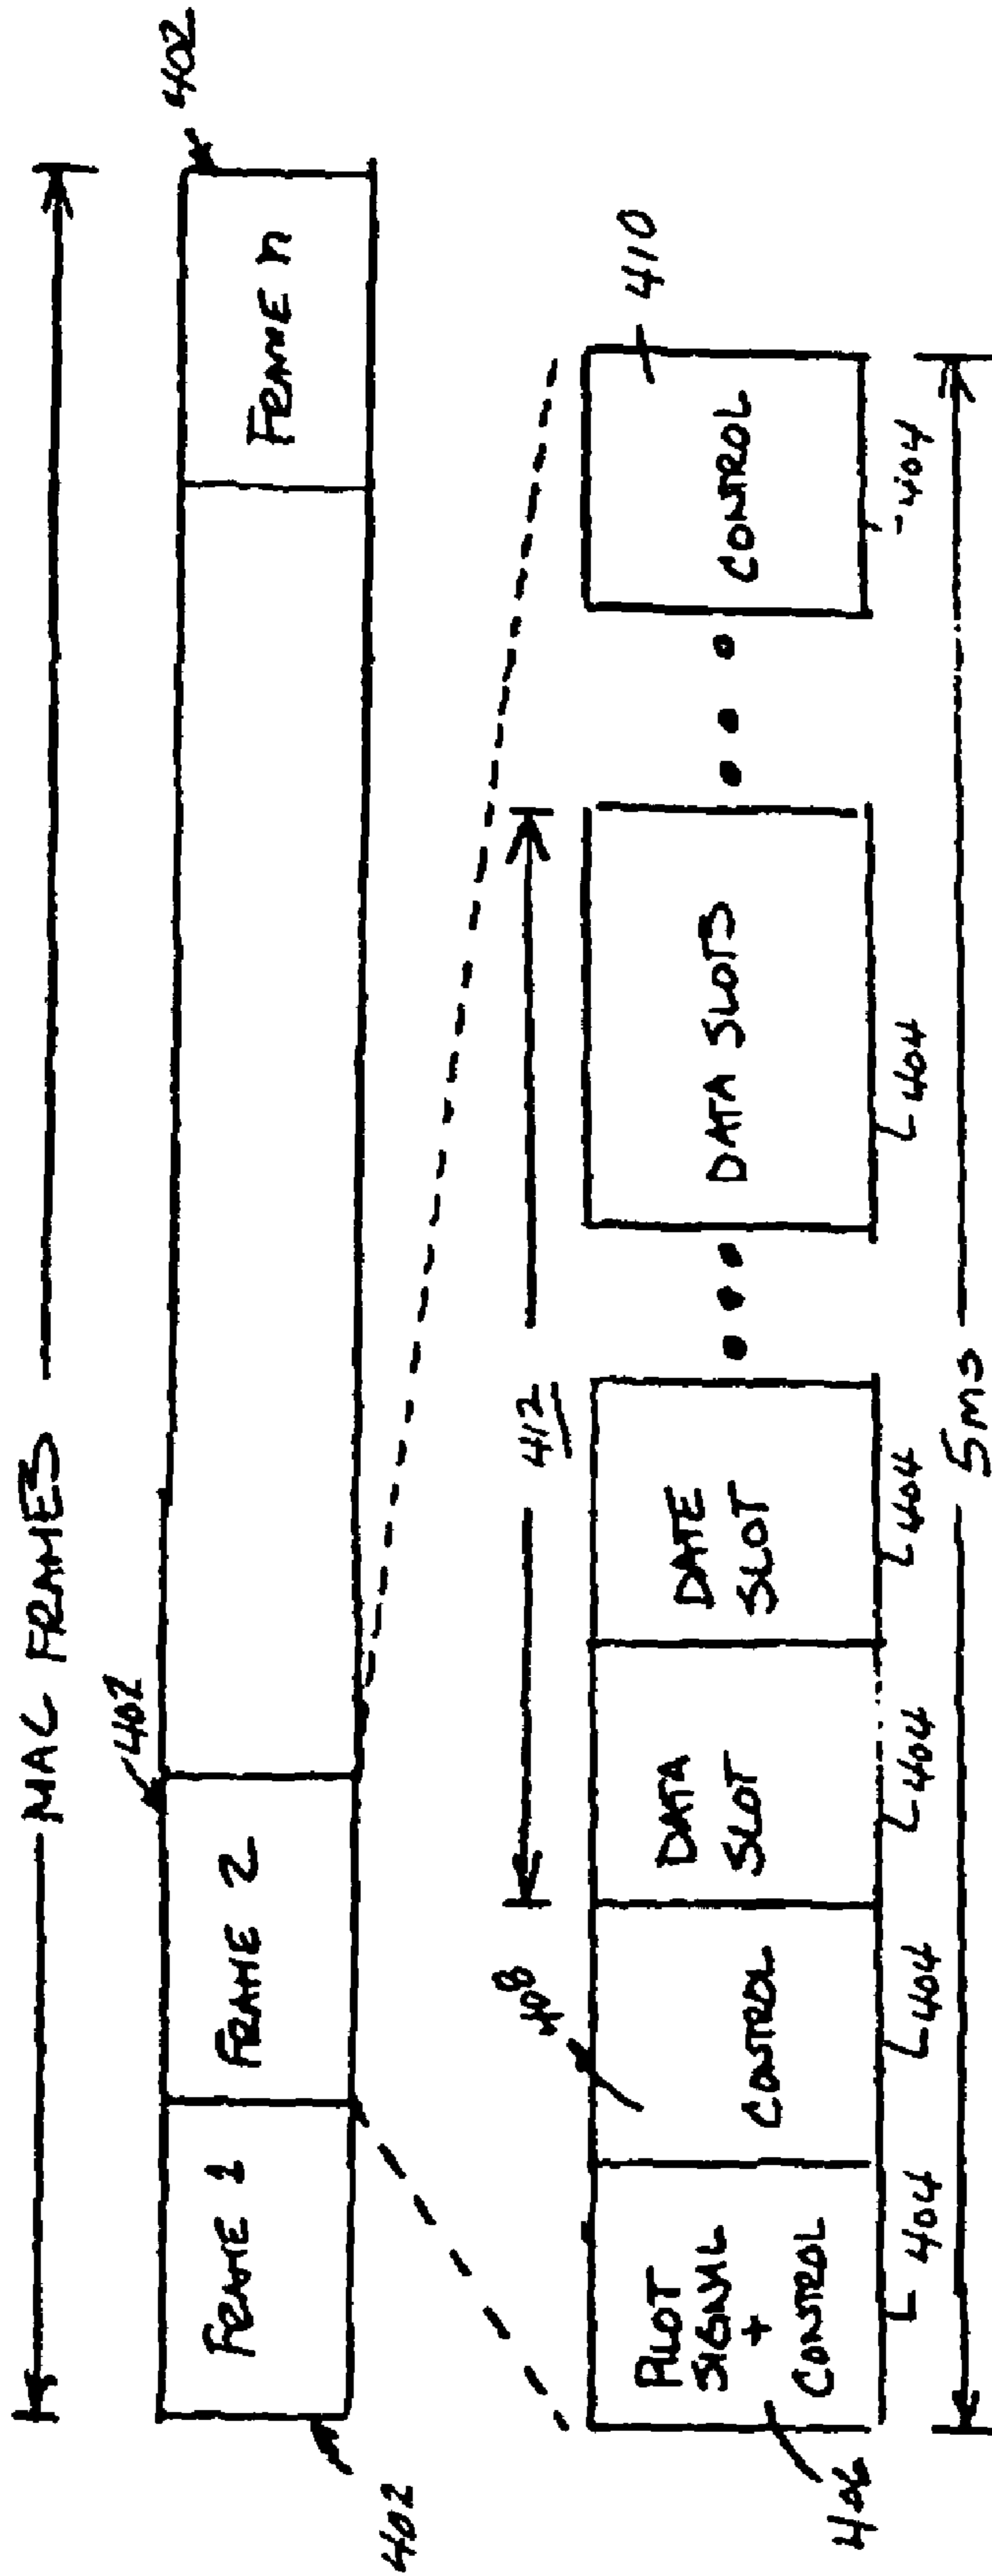 MAC FRAMES
402
402
FRAME 1
FRAME 2
FRAME n
402
412
408
410
PILOT
SIGNAL
+
CONTROL
CONTROL
DATA
SLOT
DATE
SLOT
DATA SLOTS
CONTROL
406
404
404
404
404
404
404
5ms